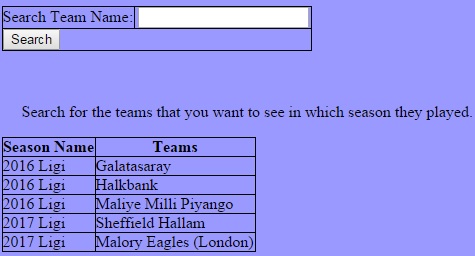 Search Team Name:
Search
Search for the teams that you want to see in which season they played.
Season Name Teams
2016 Ligi Galatasaray
2016 Ligi Halkbank
2016 Ligi Maliye Milli Piyango
2017 Ligi Sheffield Hallam
2017 Ligi Malory Eagles (London)